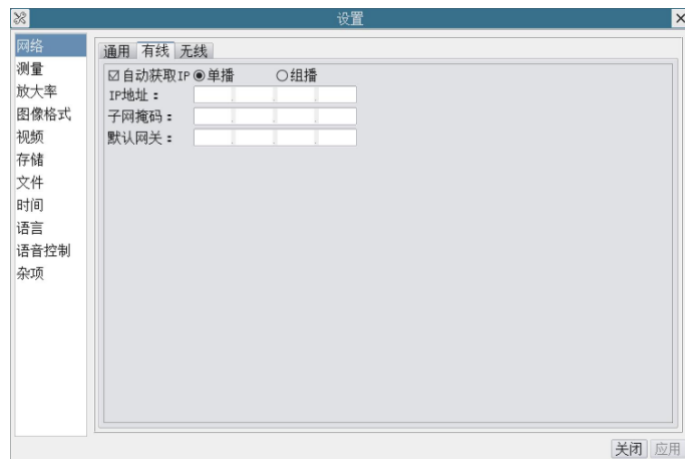 设置
网络
测量
放大率
图像格式
视频
存储
文件
时间
语言
语音控制
杂项
通用 有线 无线
自动获取IP 单播 组播
IP地址：
子网掩码：
默认网关：
关闭 应用